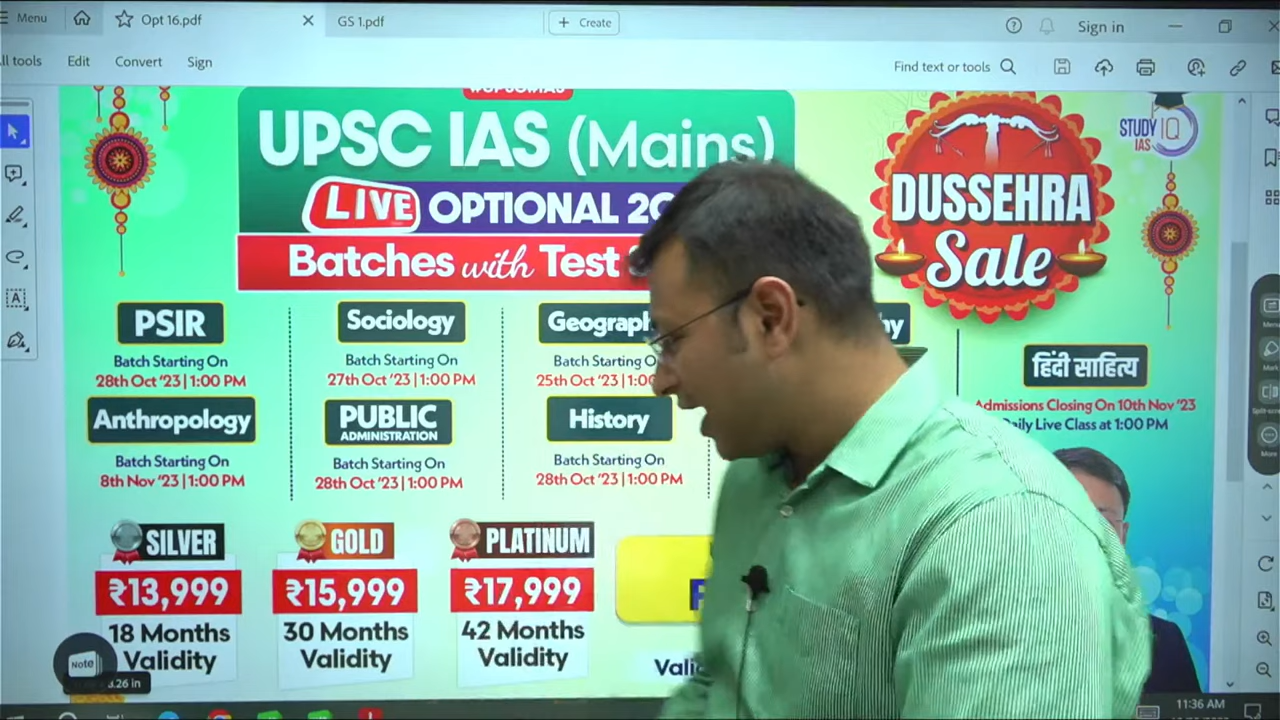 Menu
Opt 16.pdf
GS 1.pdf
+ Create
Sign in
All tools
Edit
Convert
Sign
Find text or tools
UPSC IAS (Mains)
LIVE OPTIONAL
Batches with Test
DUSSEHRA
Sale
STUDY IQ
IAS
PSIR
Batch Starting On
28th Oct '23 | 1:00 PM
Sociology
Batch Starting On
27th Oct '23 | 1:00 PM
Batch Starting
25th Oct '23
हिंदी साहित्य
Admissions Closing On 10th Nov '23
Daily Live Class at 1:00 PM
Anthropology
Batch Starting On
8th Nov '23 | 1:00 PM
PUBLIC
ADMINISTRATION
Batch Starting On
28th Oct '23 | 1:00 PM
History
Batch Starting On
28th Oct '23 | 1:00 PM
SILVER
₹13,999
18 Months
Validity
GOLD
₹15,999
30 Months
Validity
PLATINUM
₹17,999
42 Months
Validity
Note
Menu
More
11:36 AM